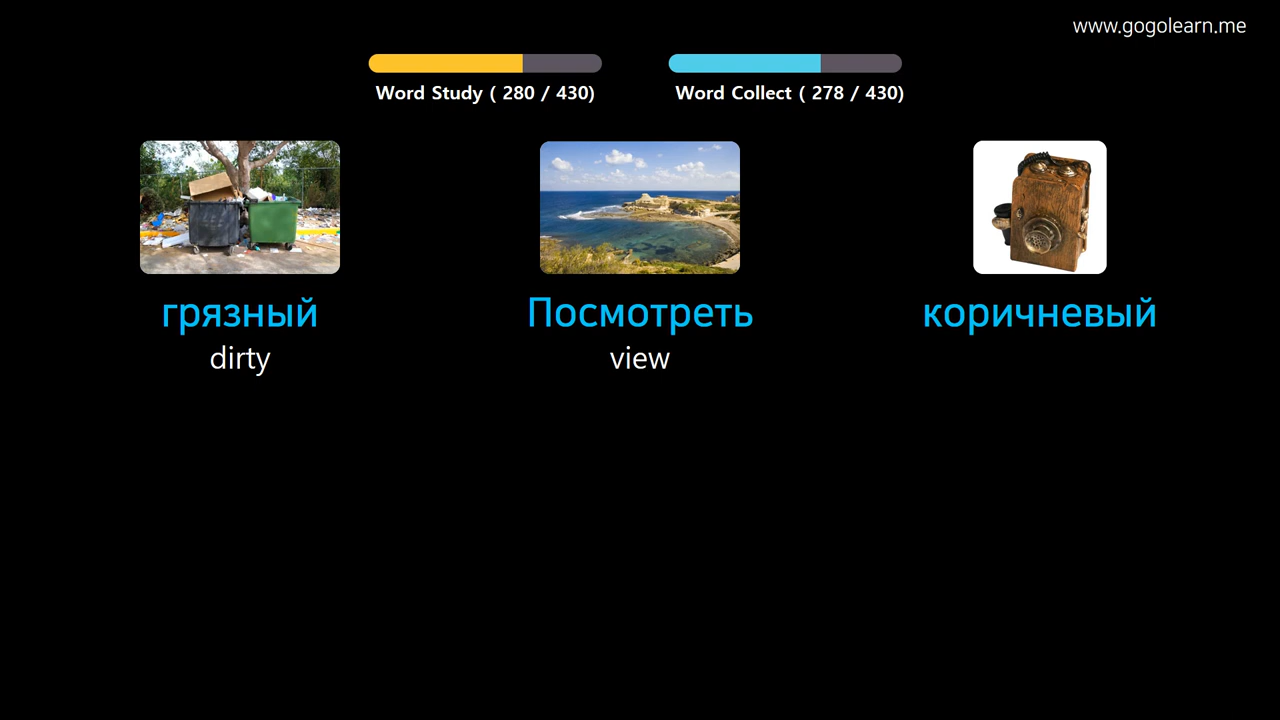 www.gogolearn.me
Word Study ( 280 / 430)
Word Collect ( 278 / 430)
грязный
dirty
Посмотреть
view
коричневый